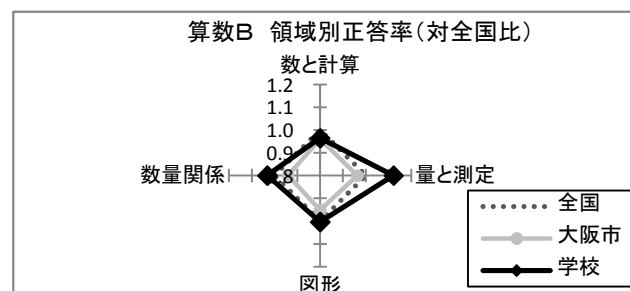 算数B 領域別正答率(対全国比)
数と計算
1.2
1.1
1.0
0.9
0.8
数量関係
量と測定
図形
全国
大阪市
学校